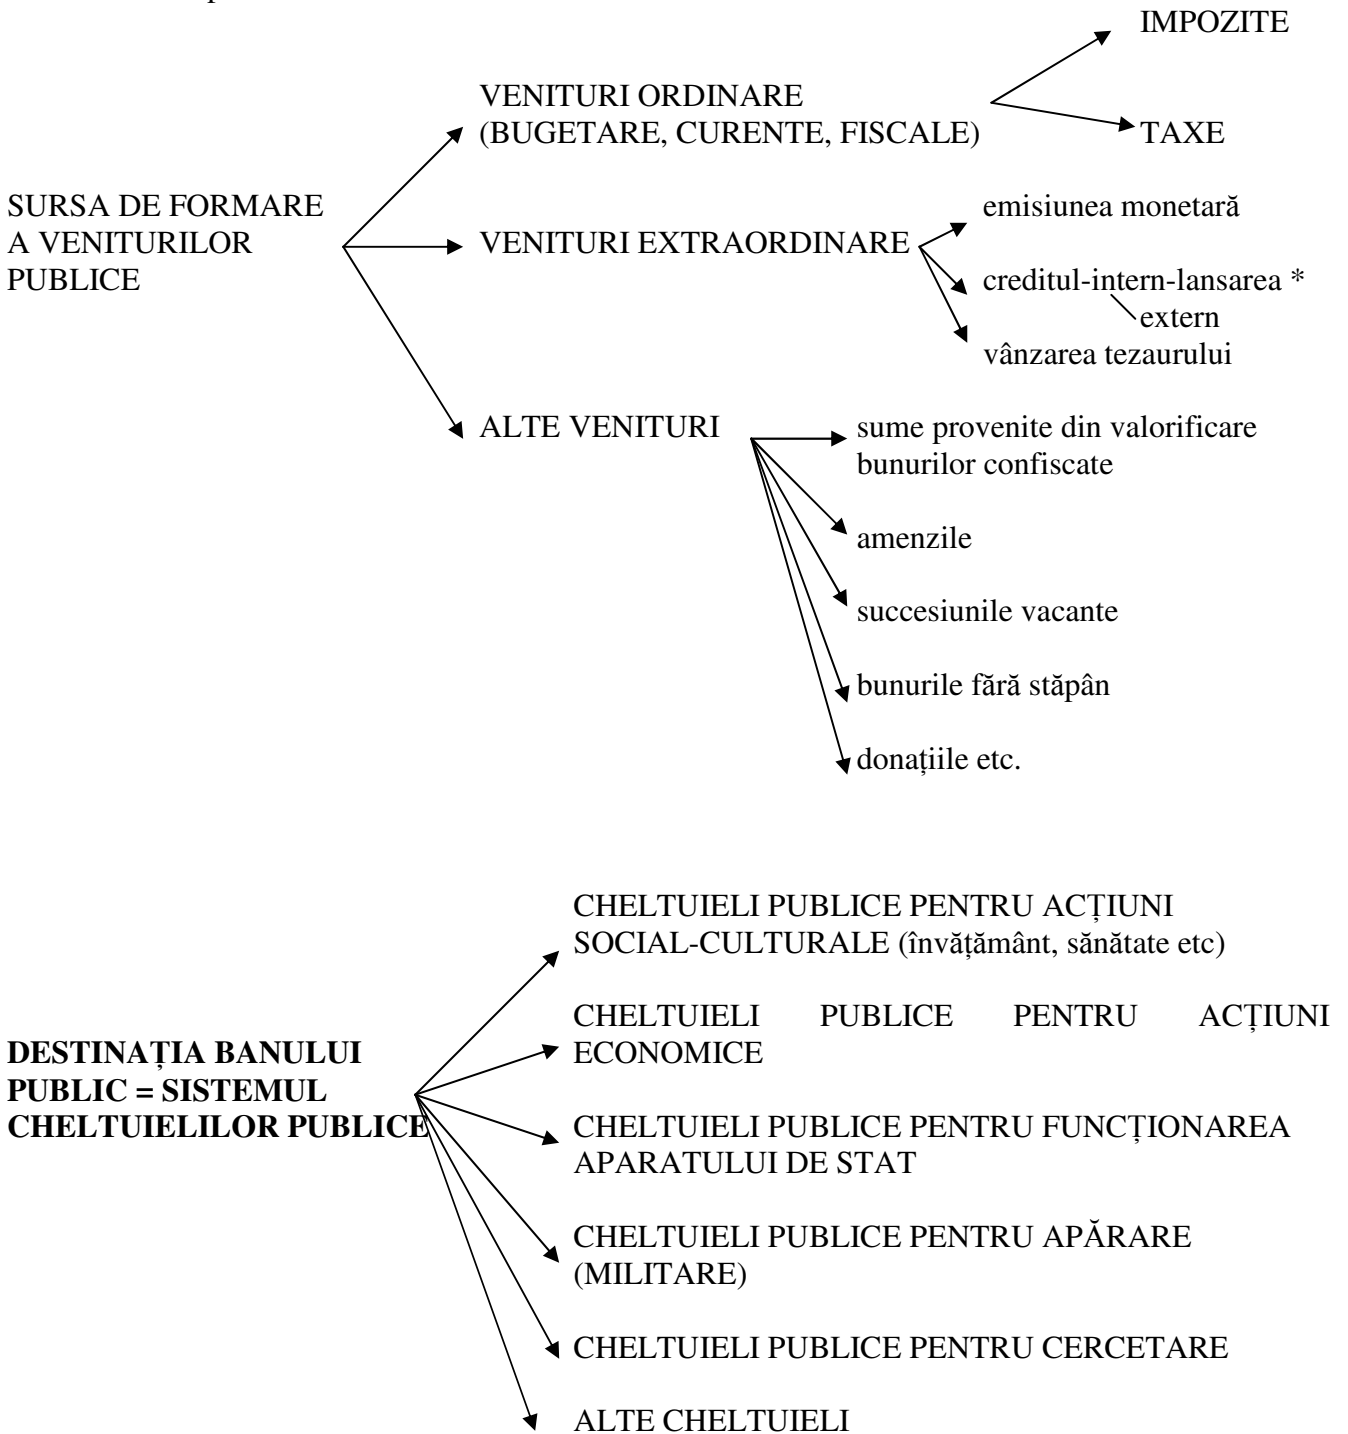 IMPOZITE
VENITURI ORDINARE
(BUGETARE, CURENTE, FISCALE)
TAXE
SURSA DE FORMARE
A VENITURILOR
PUBLICE
VENITURI EXTRAORDINARE
emisiunea monetară
creditul-intern-lansarea *
extern
vânzarea tezaurului
ALTE VENITURI
sume provenite din valorificare
bunurilor confiscate
amenzile
succesiunile vacante
bunurile fără stăpân
donațiile etc.
CHELTUIELI PUBLICE PENTRU ACȚIUNI
SOCIAL-CULTURALE (învățământ, sănătate etc)
CHELTUIELI PUBLICE PENTRU ACȚIUNI
ECONOMICE
DESTINAȚIA BANULUI
PUBLIC = SISTEMUL
CHELTUIELILOR PUBLICE
CHELTUIELI PUBLICE PENTRU FUNCȚIONAREA
APARATULUI DE STAT
CHELTUIELI PUBLICE PENTRU APĂRARE
(MILITARE)
CHELTUIELI PUBLICE PENTRU CERCETARE
ALTE CHELTUIELI